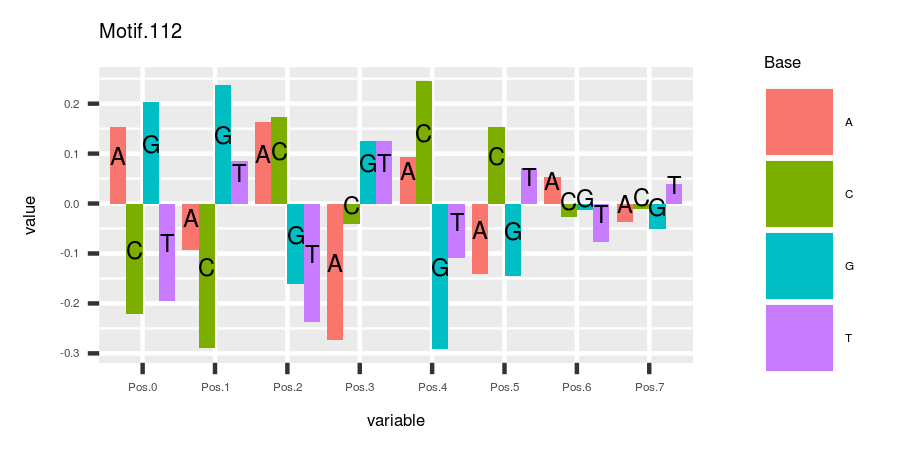 Motif.112
Base
0.2
0.1
0.0
-0.1
-0.2
-0.3
value
A C G T A C G T A C G T A C G T A C G T A C G T A C G T A C G T
Pos.0 Pos.1 Pos.2 Pos.3 Pos.4 Pos.5 Pos.6 Pos.7
variable
A
C
G
T